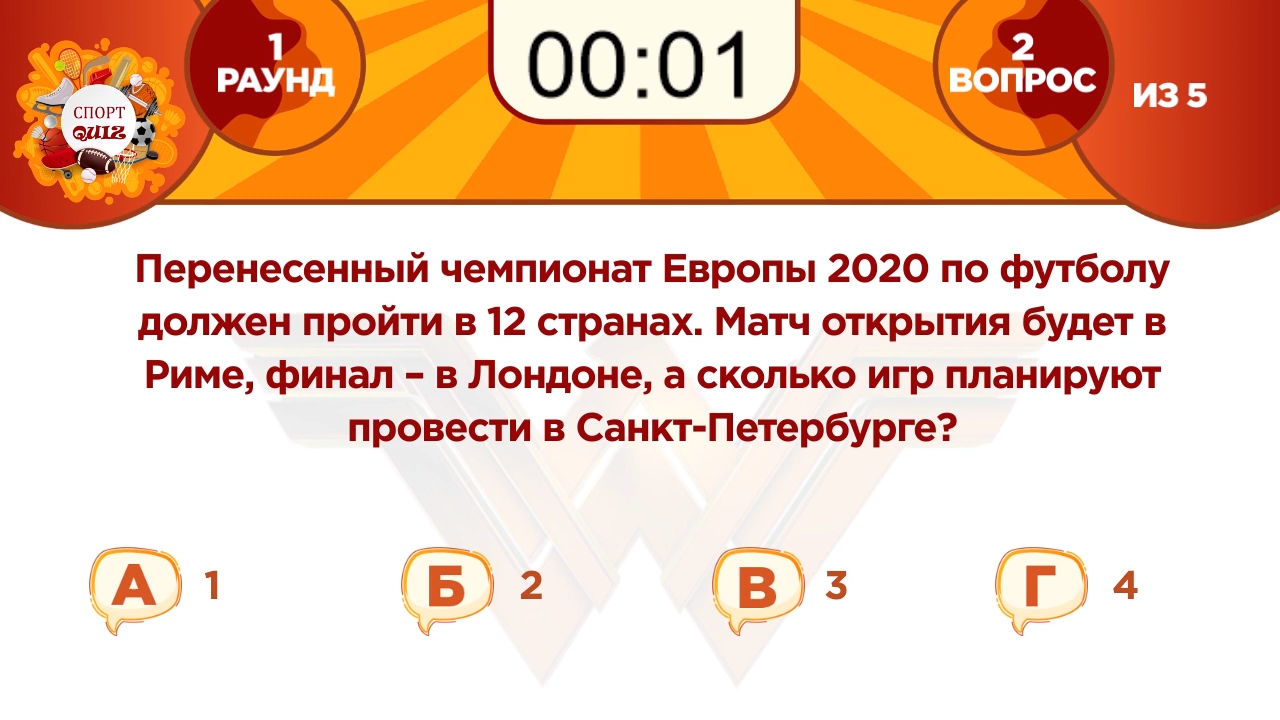 СПОРТ
QUIZ
1
РАУНД
00:01
2
ВОПРОС
ИЗ 5
Перенесенный чемпионат Европы 2020 по футболу
должен пройти в 12 странах. Матч открытия будет в
Риме, финал – в Лондоне, а сколько игр планируют
провести в Санкт-Петербурге?
А 1
Б 2
В 3
Г 4